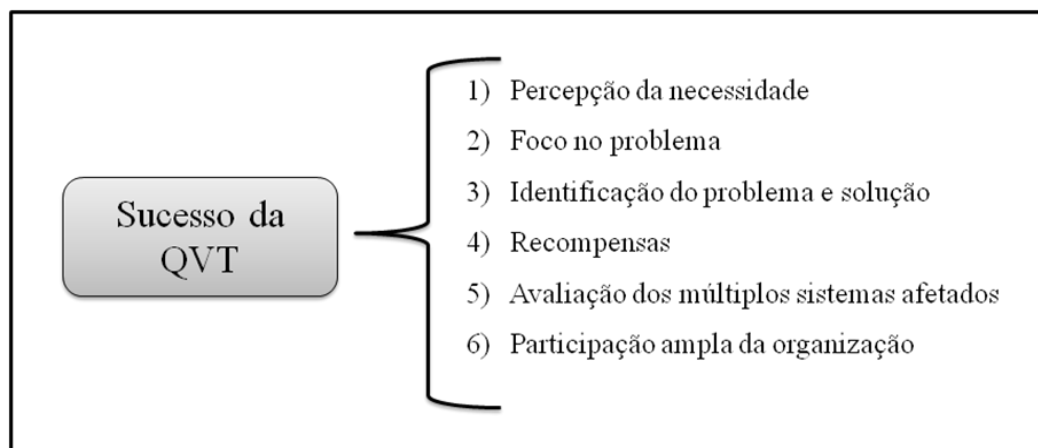 Sucesso da
QVT
1) Percepção da necessidade
2) Foco no problema
3) Identificação do problema e solução
4) Recompensas
5) Avaliação dos múltiplos sistemas afetados
6) Participação ampla da organização